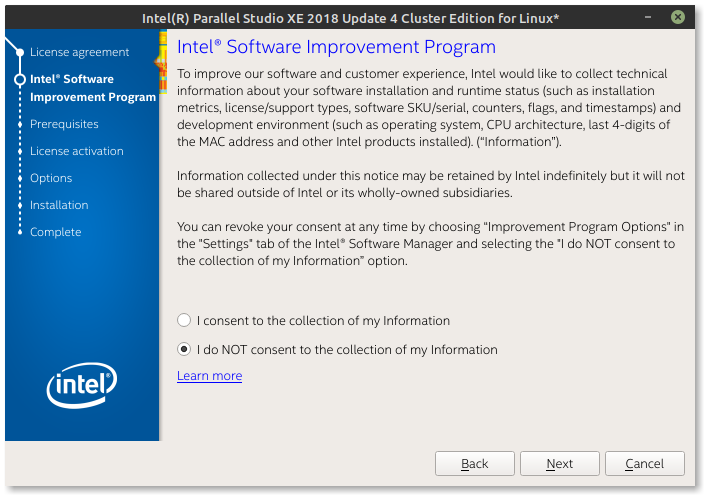 Intel(R) Parallel Studio XE 2018 Update 4 Cluster Edition for Linux*
License agreement
Intel® Software
Improvement Program
Prerequisites
License activation
Options
Installation
Complete
intel®
Intel® Software Improvement Program
To improve our software and customer experience, Intel would like to collect technical
information about your software installation and runtime status (such as installation
metrics, license/support types, software SKU/serial, counters, flags, and timestamps) and
development environment (such as operating system, CPU architecture, last 4-digits of
the MAC address and other Intel products installed). (“Information”).
Information collected under this notice may be retained by Intel indefinitely but it will not
be shared outside of Intel or its wholly-owned subsidiaries.
You can revoke your consent at any time by choosing "Improvement Program Options" in
the "Settings" tab of the Intel® Software Manager and selecting the "I do NOT consent to
the collection of my Information" option.
I consent to the collection of my Information
I do NOT consent to the collection of my Information
Learn more
Back
Next
Cancel